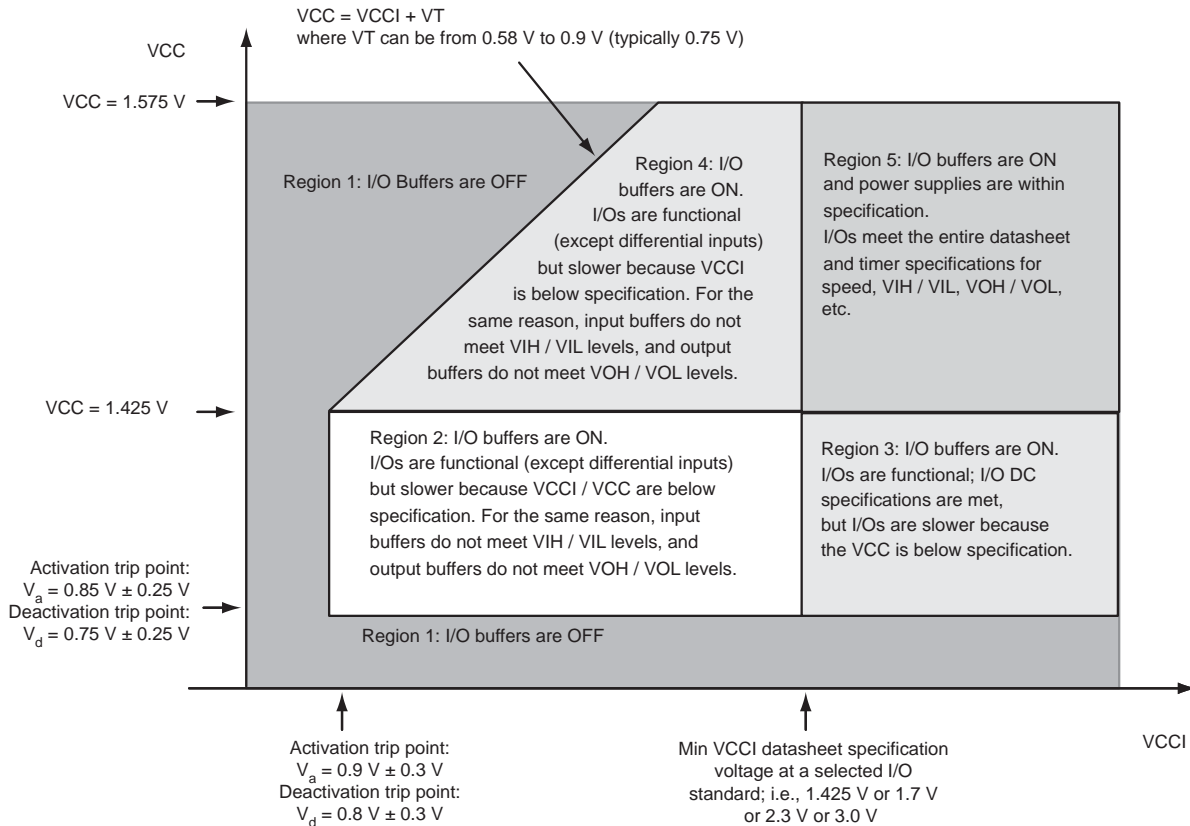 VCC = VCCI + VT
where VT can be from 0.58 V to 0.9 V (typically 0.75 V)
VCC
VCC = 1.575 V
Region 1: I/O Buffers are OFF
Region 4: I/O
buffers are ON.
I/Os are functional
(except differential inputs)
but slower because VCCI
is below specification. For the
same reason, input buffers do not
meet VIH / VIL levels, and output
buffers do not meet VOH / VOL levels.
Region 5: I/O buffers are ON
and power supplies are within
specification.
I/Os meet the entire datasheet
and timer specifications for
speed, VIH / VIL, VOH / VOL,
etc.
VCC = 1.425 V
Region 2: I/O buffers are ON.
I/Os are functional (except differential inputs)
but slower because VCCI / VCC are below
specification. For the same reason, input
buffers do not meet VIH / VIL levels, and
output buffers do not meet VOH / VOL levels.
Region 3: I/O buffers are ON.
I/Os are functional; I/O DC
specifications are met,
but I/Os are slower because
the VCC is below specification.
Activation trip point:
Va = 0.85 V ± 0.25 V
Deactivation trip point:
Vd = 0.75 V ± 0.25 V
Region 1: I/O buffers are OFF
VCCI
Activation trip point:
Va = 0.9 V ± 0.3 V
Deactivation trip point:
Vd = 0.8 V ± 0.3 V
Min VCCI datasheet specification
voltage at a selected I/O
standard; i.e., 1.425 V or 1.7 V
or 2.3 V or 3.0 V